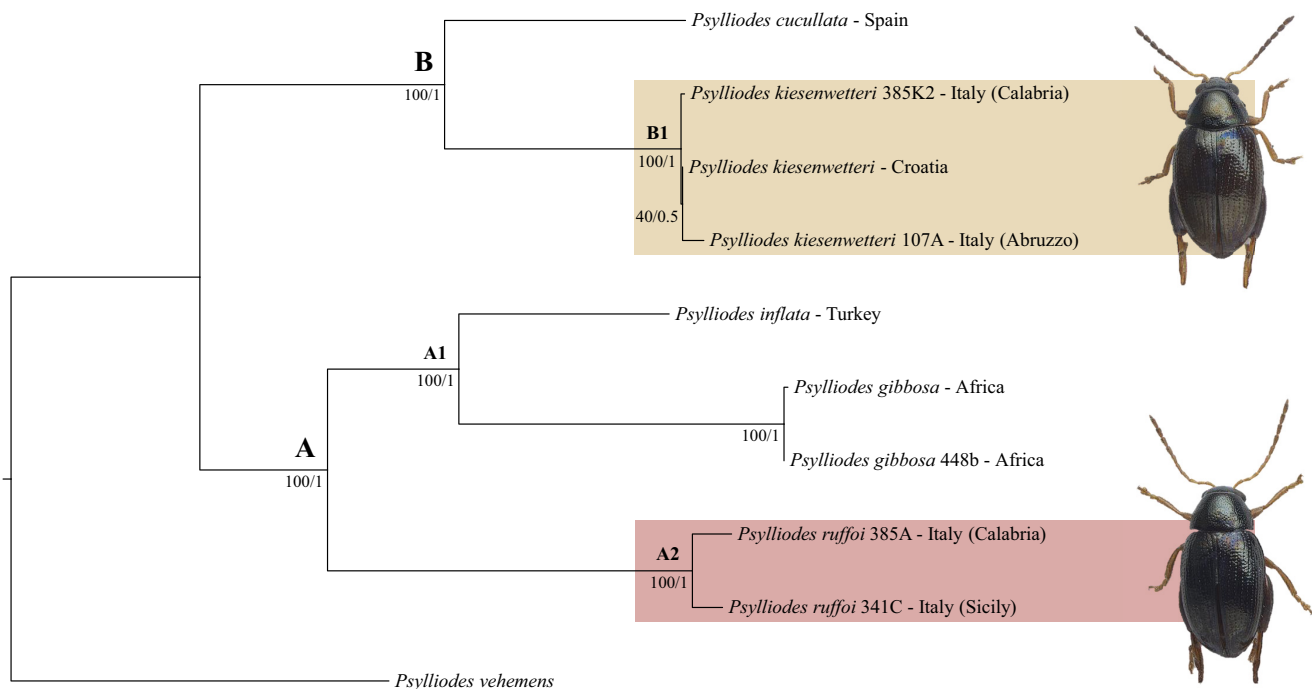 Psylliodes cucullata - Spain
B
100/1
Psylliodes kiesenwetteri 385K2 - Italy (Calabria)
B1
100/1
Psylliodes kiesenwetteri - Croatia
40/0.5
Psylliodes kiesenwetteri 107A - Italy (Abruzzo)
Psylliodes inflata - Turkey
A1
100/1
Psylliodes gibbosa - Africa
100/1
Psylliodes gibbosa 448b - Africa
A
100/1
Psylliodes ruffoi 385A - Italy (Calabria)
A2
100/1
Psylliodes ruffoi 341C - Italy (Sicily)
Psylliodes vehemens